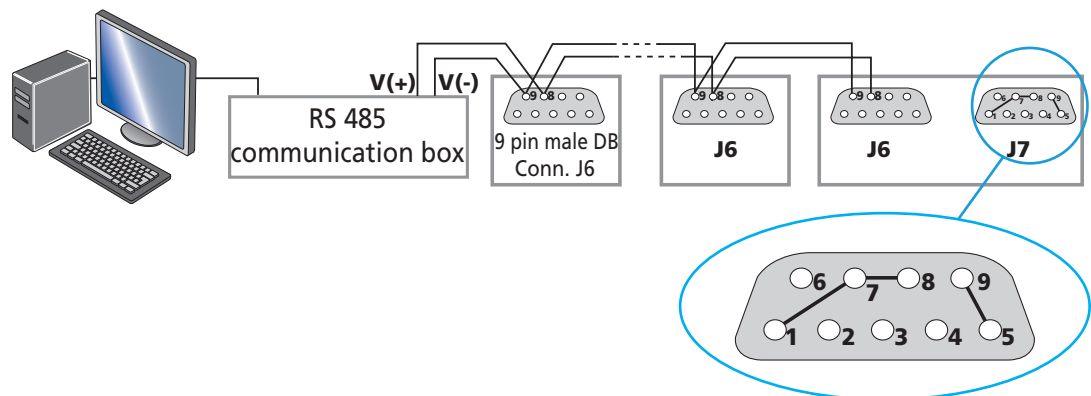 V(+) V(-)
RS 485
communication box
9 8
9 pin male DB
Conn. J6
9 8
J6
9 8
J6
6 7 8 9
1 2 3 4 5
J7
6 7 8 9
1 2 3 4 5